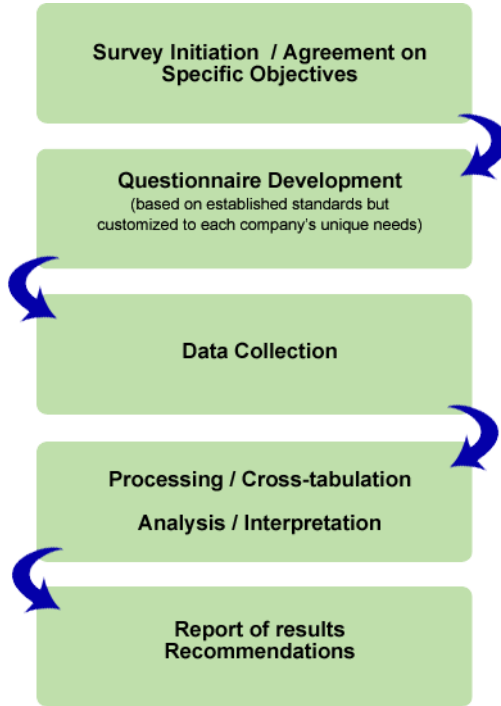 Survey Initiation / Agreement on
Specific Objectives
Questionnaire Development
(based on established standards but
customized to each company's unique needs)
Data Collection
Processing / Cross-tabulation
Analysis / Interpretation
Report of results
Recommendations